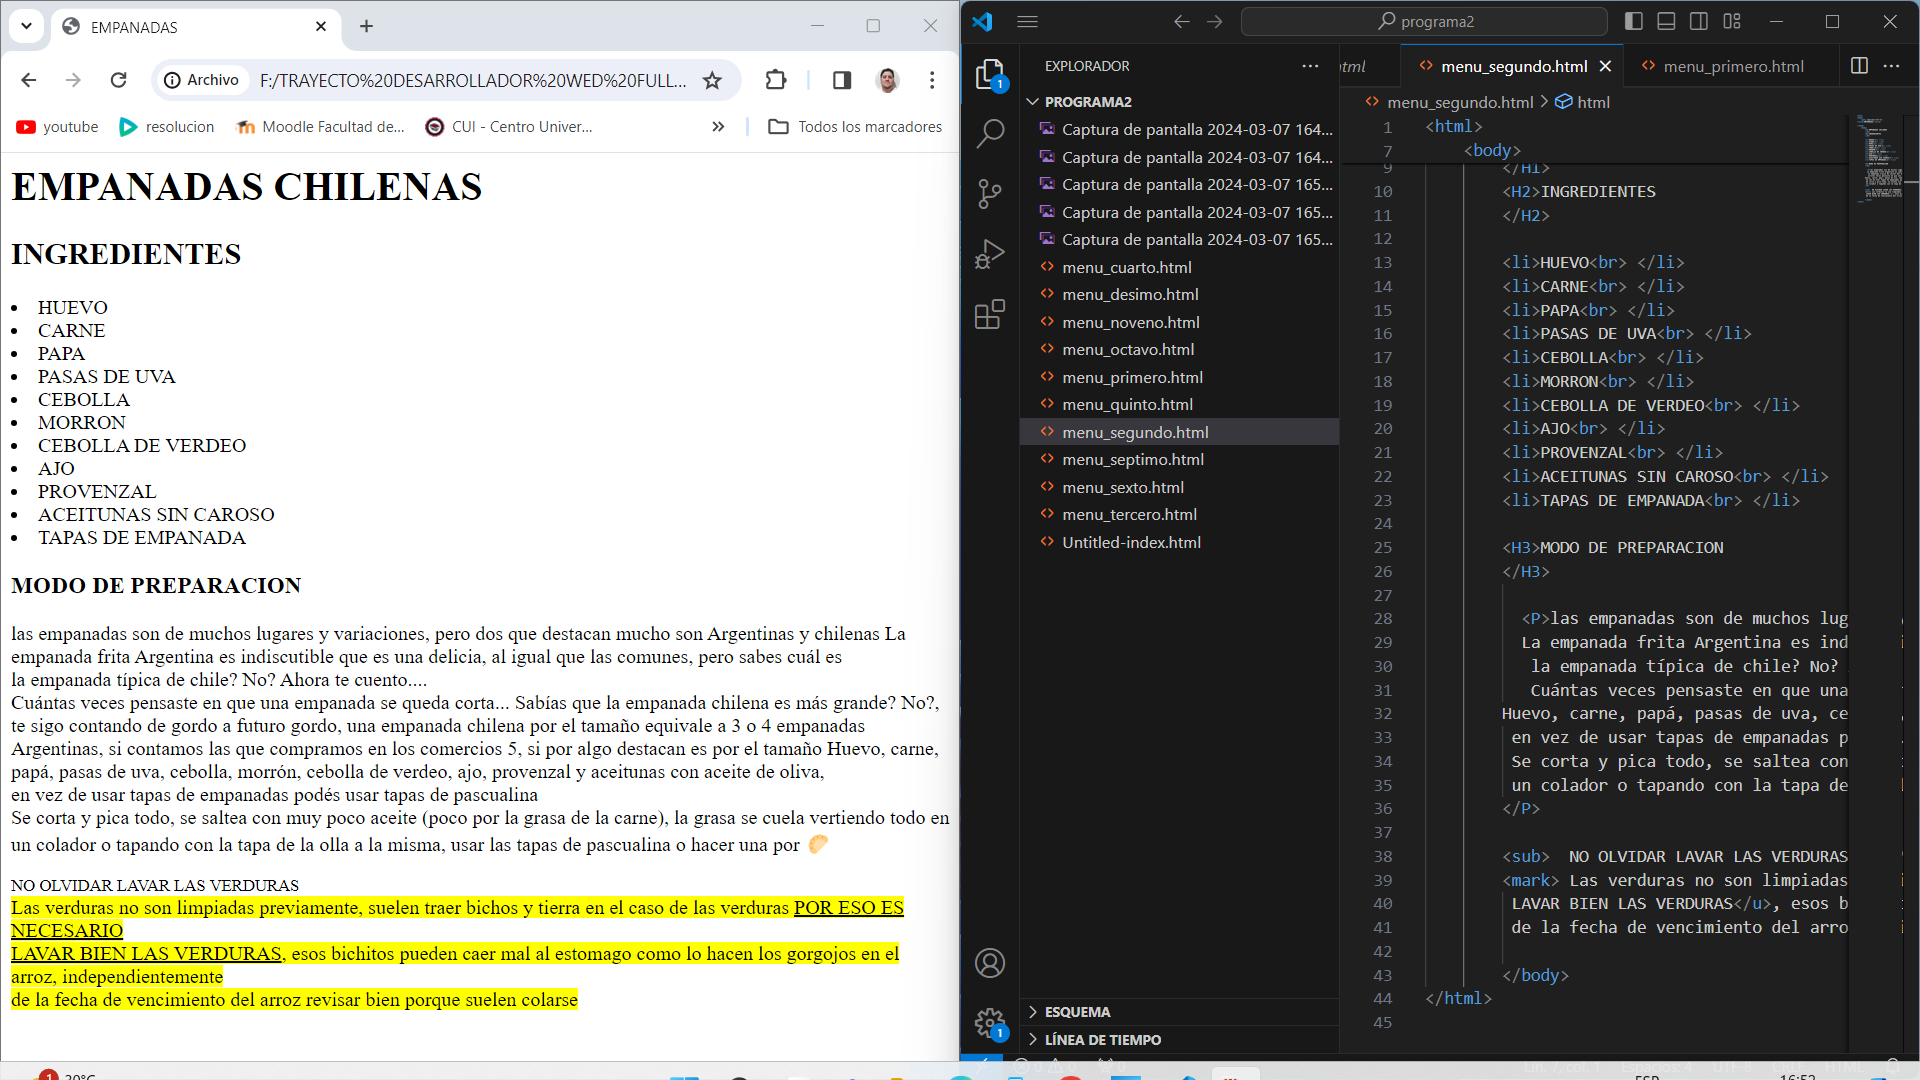 EMPANADAS
Archivo
F:/TRAYECTO%20DESARROLLADOR%20WED%20FULL...
youtube
resolucion
Moodle Facultad de...
CUI - Centro Univer...
Todos los marcadores
EMPANADAS CHILENAS
INGREDIENTES
HUEVO
CARNE
PAPA
PASAS DE UVA
CEBOLLA
MORRON
CEBOLLA DE VERDEO
AJO
PROVENZAL
ACEITUNAS SIN CAROSO
TAPAS DE EMPANADA
MODO DE PREPARACION
las empanadas son de muchos lugares y variaciones, pero dos que destacan mucho son Argentinas y chilenas La
empanada frita Argentina es indiscutible que es una delicia, al igual que las comunes, pero sabes cuál es
la empanada típica de chile? No? Ahora te cuento....
Cuántas veces pensaste en que una empanada se queda corta... Sabías que la empanada chilena es más grande? No?,
te sigo contando de gordo a futuro gordo, una empanada chilena por el tamaño equivale a 3 o 4 empanadas
Argentinas, si contamos las que compramos en los comercios 5, si por algo destacan es por el tamaño Huevo, carne,
papá, pasas de uva, cebolla, morrón, cebolla de verdeo, ajo, provenzal y aceitunas con aceite de oliva,
en vez de usar tapas de empanadas podés usar tapas de pascualina
Se corta y pica todo, se saltea con muy poco aceite (poco por la grasa de la carne), la grasa se cuela vertiendo todo en
un colador o tapando con la tapa de la olla a la misma, usar las tapas de pascualina o hacer una por 🥟
NO OLVIDAR LAVAR LAS VERDURAS
Las verduras no son limpiadas previamente, suelen traer bichos y tierra en el caso de las verduras POR ESO ES
NECESARIO
LAVAR BIEN LAS VERDURAS, esos bichitos pueden caer mal al estomago como lo hacen los gorgojos en el
arroz, independientemente
de la fecha de vencimiento del arroz revisar bien porque suelen colarse
1
programa2
EXPLORADOR
1
PROGRAMA2
Captura de pantalla 2024-03-07 164...
Captura de pantalla 2024-03-07 164...
Captura de pantalla 2024-03-07 165...
Captura de pantalla 2024-03-07 165...
Captura de pantalla 2024-03-07 165...
menu_cuarto.html
menu_desimo.html
menu_noveno.html
menu_octavo.html
menu_primero.html
menu_quinto.html
menu_segundo.html
menu_septimo.html
menu_sexto.html
menu_tercero.html
Untitled-index.html
ESQUEMA
LÍNEA DE TIEMPO
1
menu_segundo.html
menu_primero.html
menu_segundo.html > html
1 <html>
7 <body>
9 </H1>
10 <H2>INGREDIENTES
11 </H2>
12
13 <li>HUEVO<br> </li>
14 <li>CARNE<br> </li>
15 <li>PAPA<br> </li>
16 <li>PASAS DE UVA<br> </li>
17 <li>CEBOLLA<br> </li>
18 <li>MORRON<br> </li>
19 <li>CEBOLLA DE VERDEO<br> </li>
20 <li>AJO<br> </li>
21 <li>PROVENZAL<br> </li>
22 <li>ACEITUNAS SIN CAROSO<br> </li>
23 <li>TAPAS DE EMPANADA<br> </li>
24
25 <H3>MODO DE PREPARACION
26 </H3>
27
28 <P>las empanadas son de muchos lug
29 La empanada frita Argentina es ind
30 la empanada típica de chile? No?
31 Cuántas veces pensaste en que una
32 Huevo, carne, papá, pasas de uva, ce
33 en vez de usar tapas de empanadas p
34 Se corta y pica todo, se saltea con
35 un colador o tapando con la tapa de
36 </P>
37
38 <sub> NO OLVIDAR LAVAR LAS VERDURAS
39 <mark> Las verduras no son limpiadas
40 LAVAR BIEN LAS VERDURAS</u>, esos b
41 de la fecha de vencimiento del arro
42
43 </body>
44 </html>
45